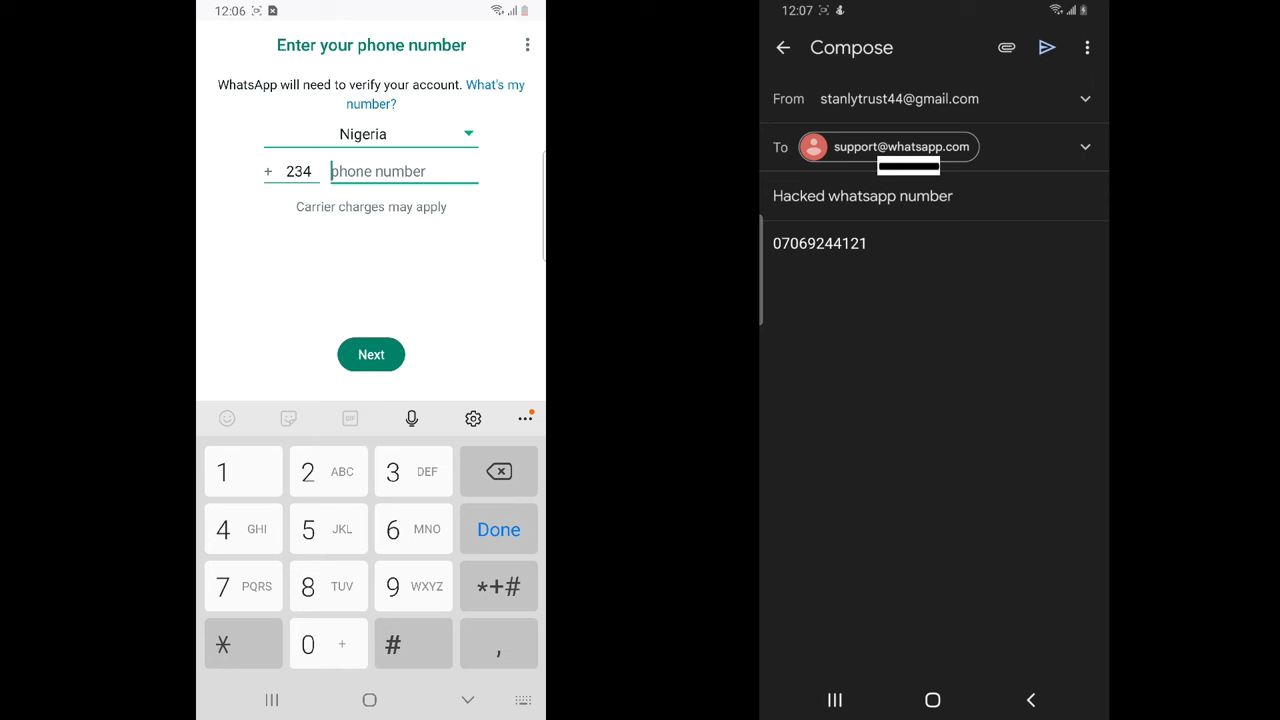 12:06
Enter your phone number
WhatsApp will need to verify your account. What's my
number?
Nigeria
+ 234 phone number
Carrier charges may apply
Next
GIF
1
2 ABC
3 DEF
4 GHI
5 JKL
6 MNO
Done
7 PQRS
8 TUV
9 WXYZ
*+#
*
0 +
#
,
12:07
Compose
From stanlytrust44@gmail.com
To support@whatsapp.com
Hacked whatsapp number
07069244121